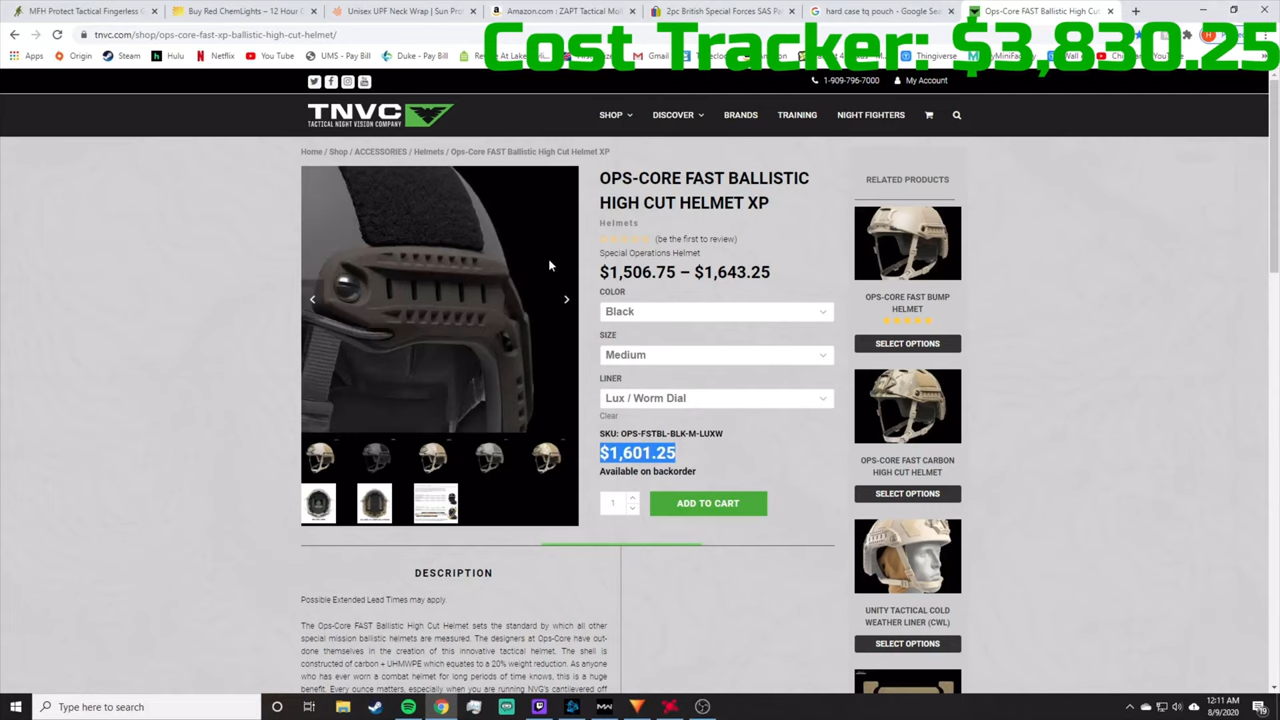 MFH Protect Tactical Fingerless G
Buy Red ChemLights – 12 Hour G
Unisex UPF Neck Wrap | Sun Pro
Amazon.com : ZAPT Tactical Mol
2pc British Special Forces SAS Pa
hard case tq pouch - Google Sea
Ops-Core FAST Ballistic High Cut
tnvc.com/shop/ops-core-fast-xp-ballistic-high-cut-helmet/
Cost Tracker: $3,830.25
Apps
Origin
Steam
Hulu
Netflix
YouTube
UMS - Pay Bill
Duke - Pay Bill
Gmail
Thingiverse
1-909-796-7000
My Account
TNVC
TACTICAL NIGHT VISION COMPANY
SHOP
DISCOVER
BRANDS
TRAINING
NIGHT FIGHTERS
Home / Shop / ACCESSORIES / Helmets / Ops-Core FAST Ballistic High Cut Helmet XP
OPS-CORE FAST BALLISTIC
HIGH CUT HELMET XP
Helmets
(be the first to review)
Special Operations Helmet
$1,506.75 – $1,643.25
COLOR
Black
SIZE
Medium
LINER
Lux / Worm Dial
Clear
SKU: OPS-FSTBL-BLK-M-LUXW
$1,601.25
Available on backorder
1
ADD TO CART
RELATED PRODUCTS
OPS-CORE FAST BUMP
HELMET
SELECT OPTIONS
OPS-CORE FAST CARBON
HIGH CUT HELMET
SELECT OPTIONS
UNITY TACTICAL COLD
WEATHER LINER (CWL)
SELECT OPTIONS
DESCRIPTION
Possible Extended Lead Times may apply.
The Ops-Core FAST Ballistic High Cut Helmet sets the standard by which all other
special mission ballistic helmets are measured. The designers at Ops-Core have out-
done themselves in the creation of this innovative tactical helmet. The shell is
constructed of carbon + UHMWPE which equates to a 20% weight reduction. As anyone
who has ever worn a combat helmet for long periods of time knows, this is a huge
benefit. Every ounce matters, especially when you are running NVG's cantilevered off
Type here to search
12:11 AM
8/9/2020
19